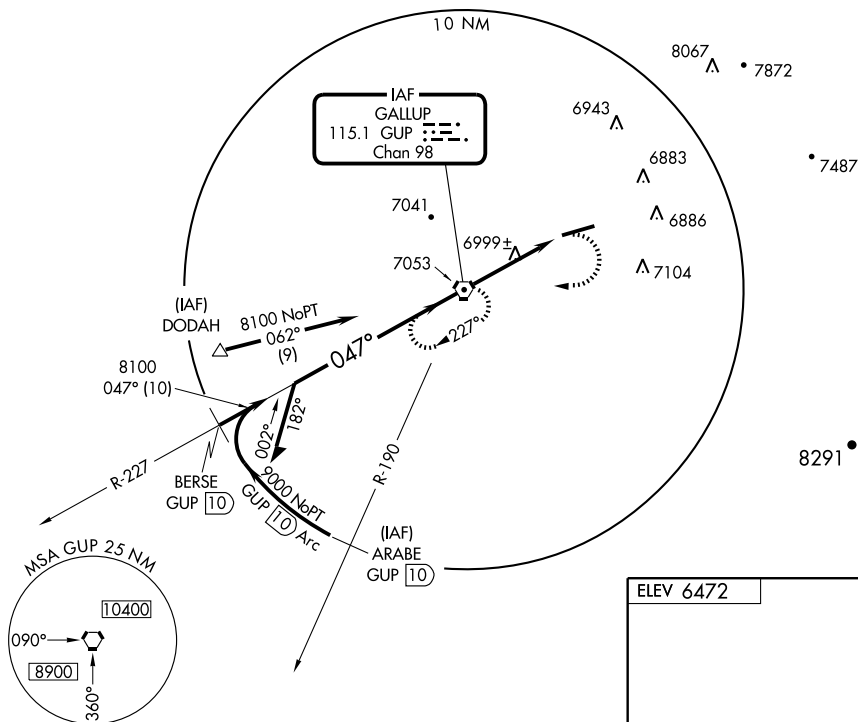 10 NM
8067
7872
IAF
GALLUP
115.1 GUP
Chan 98
6943
7487
6883
7041
6886
6999±
7053
7104
(IAF)
DODAH
8100 NoPT
062°
(9)
047°
227°
8100
047° (10)
002°
182°
R-190
8291
R-227
BERSE
GUP 10
9000 NoPT
GUP 10 Arc
(IAF)
ARABE
GUP 10
MSA GUP 25 NM
10400
090°
8900
360°
ELEV 6472